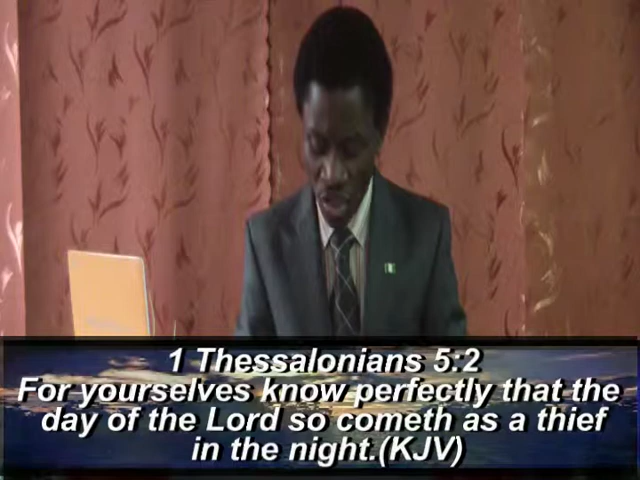 1 Thessalonians 5:2
For yourselves know perfectly that the
day of the Lord so cometh as a thief
in the night.(KJV)